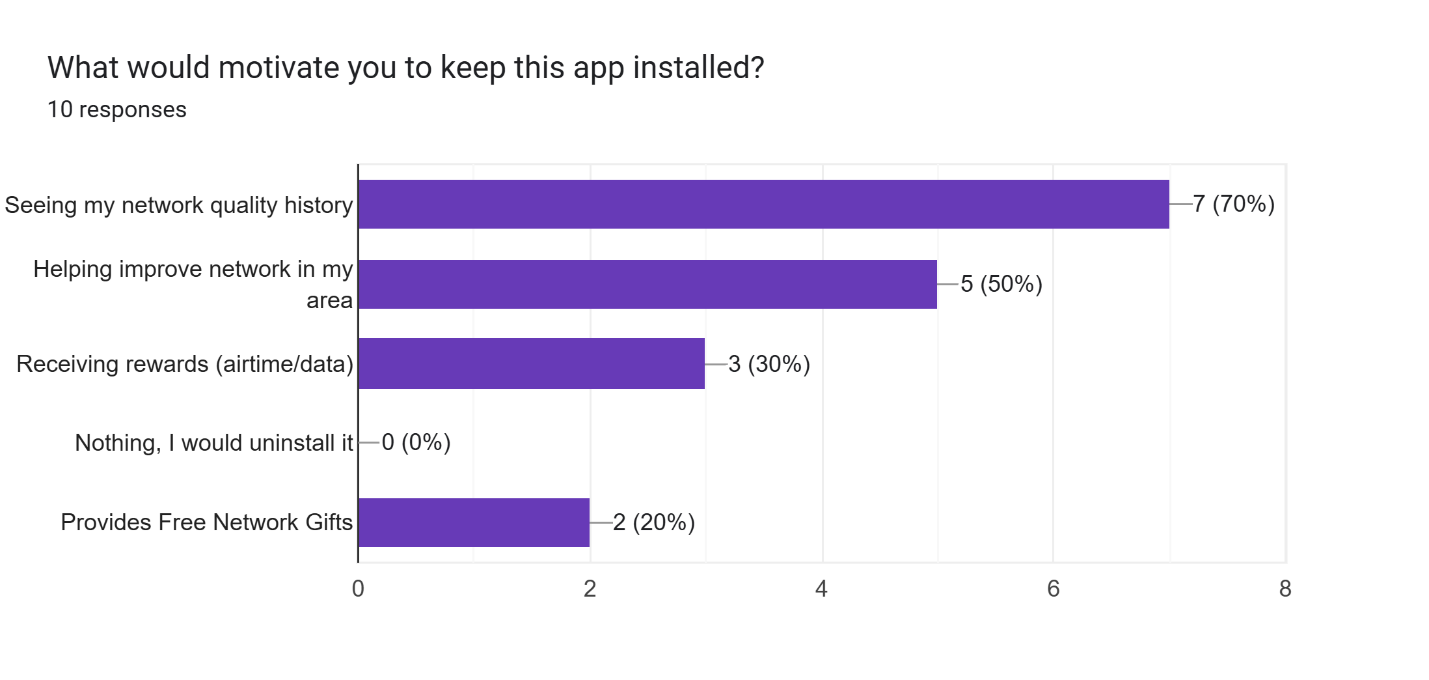 What would motivate you to keep this app installed?
10 responses
Seeing my network quality history
7 (70%)
Helping improve network in my
area
5 (50%)
Receiving rewards (airtime/data)
3 (30%)
Nothing, I would uninstall it
0 (0%)
Provides Free Network Gifts
2 (20%)
0
2
4
6
8